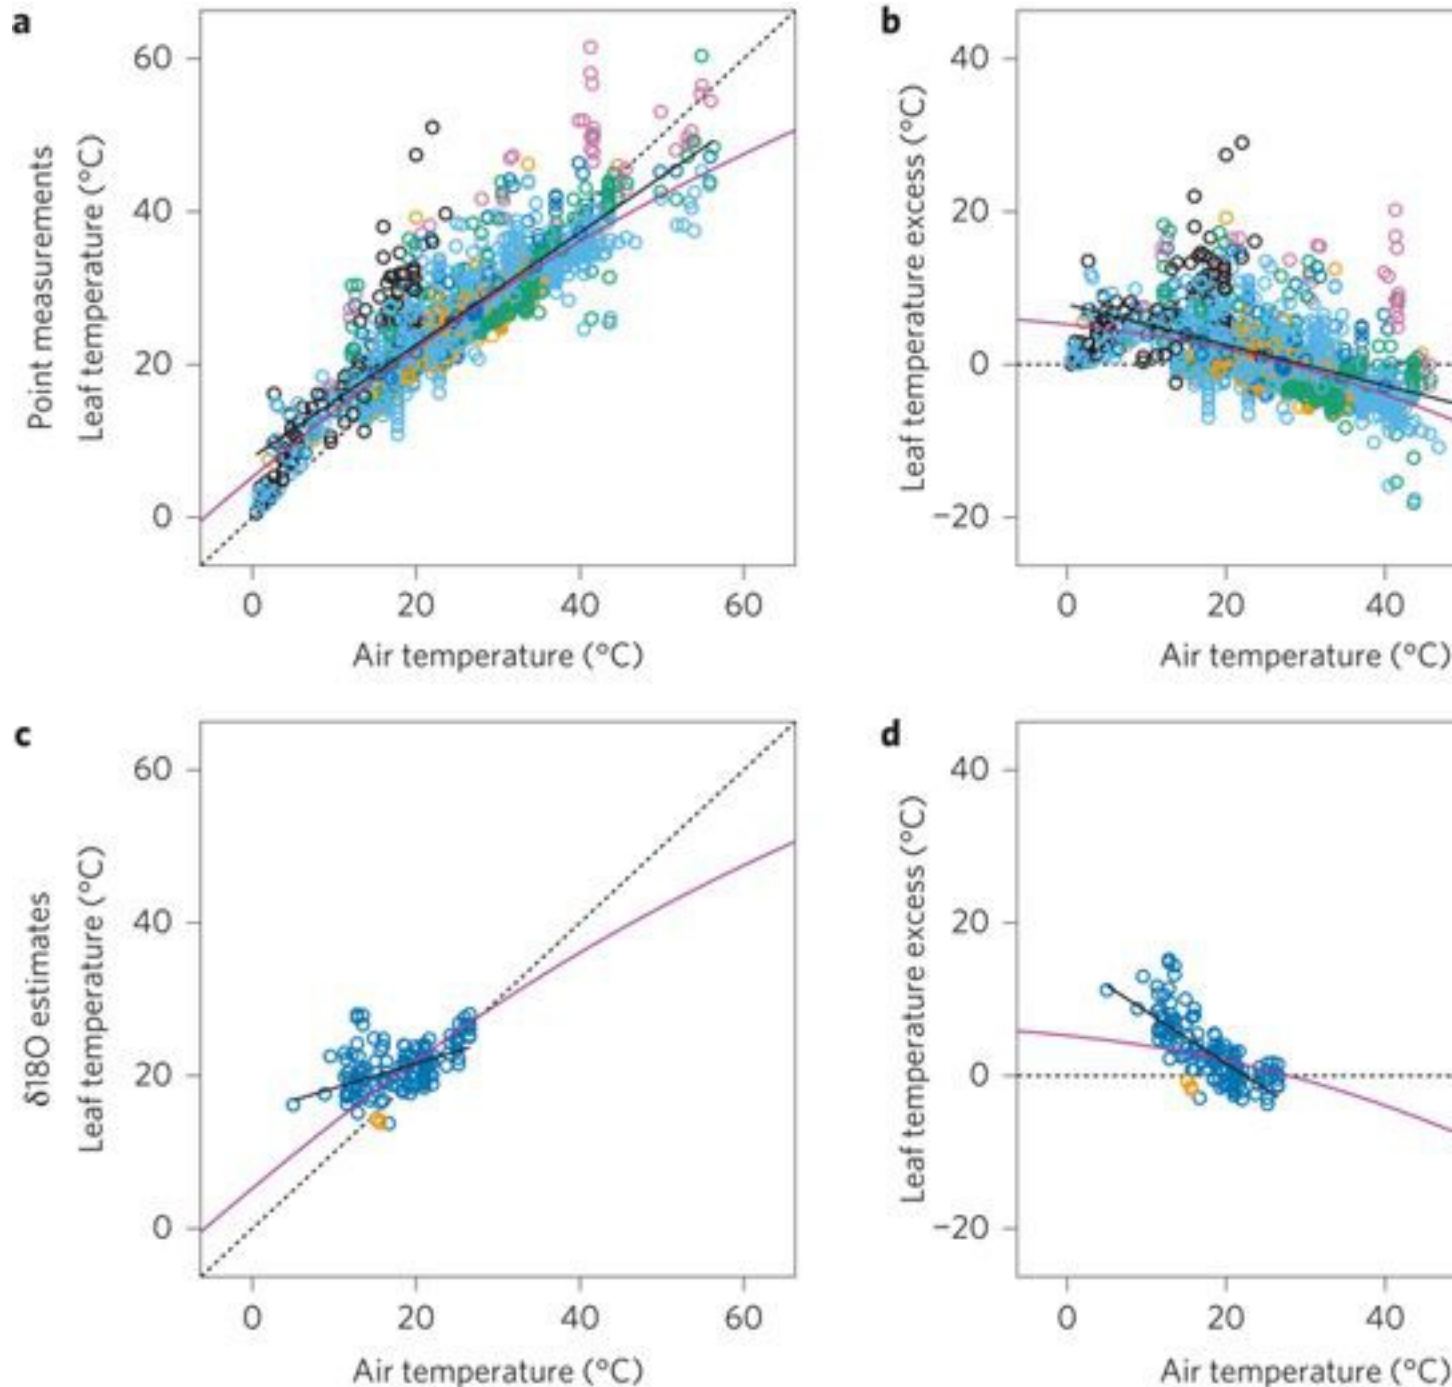 a
b
60
40
20
0
Point measurements
Leaf temperature (°C)
0 20 40 60
Air temperature (°C)
40
20
0
−20
Leaf temperature excess (°C)
0 20 40
Air temperature (°C)
c
d
60
40
20
0
δ18O estimates
Leaf temperature (°C)
0 20 40 60
Air temperature (°C)
40
20
0
−20
Leaf temperature excess (°C)
0 20 40
Air temperature (°C)